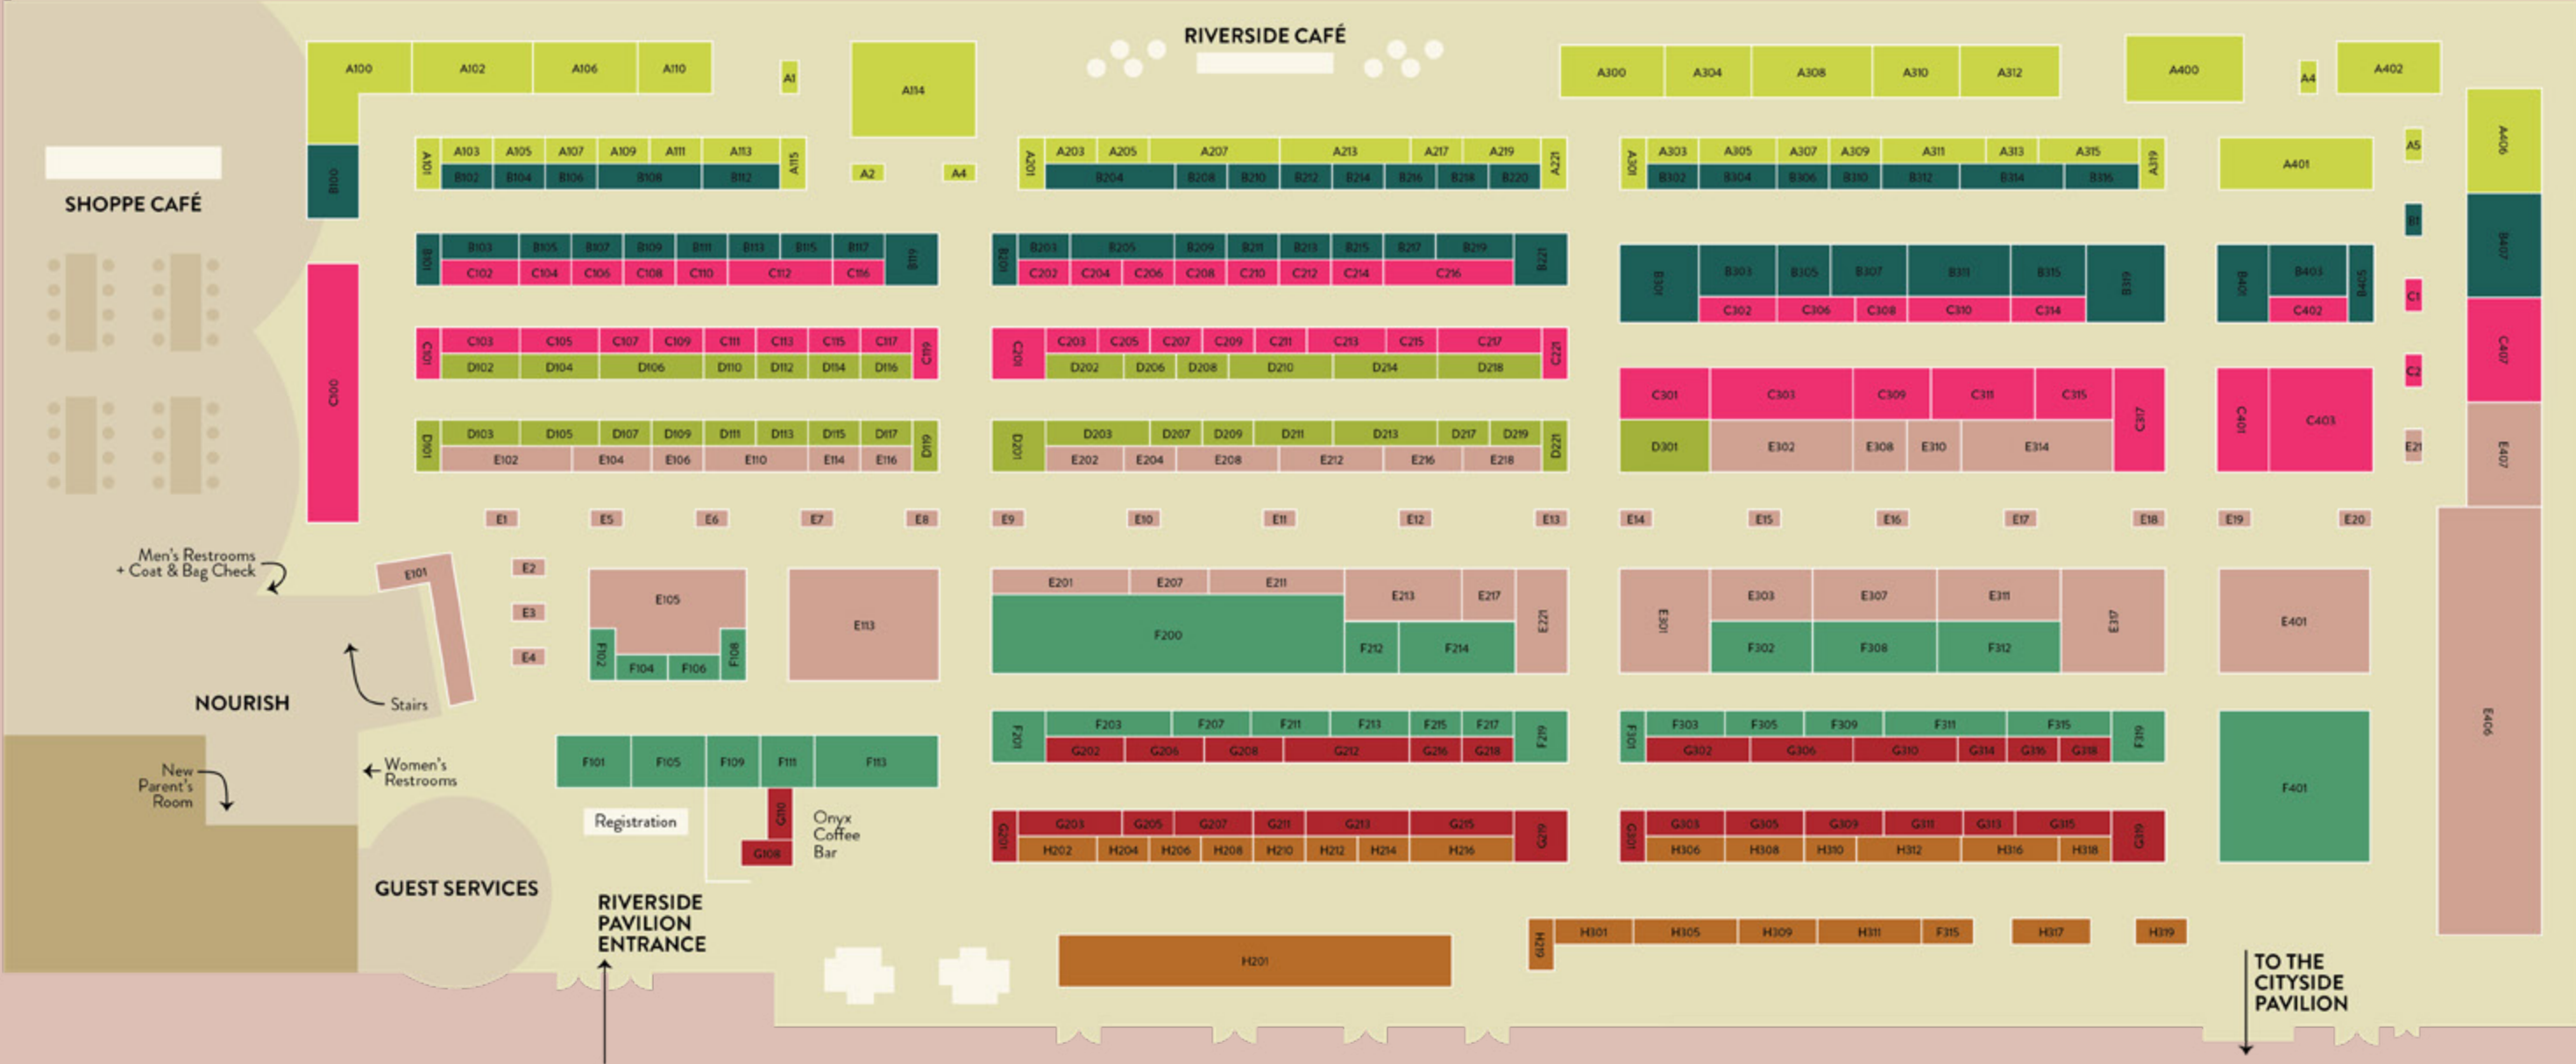 RIVERSIDE CAFÉ
A100 A102 A106 A110 A1 A114
A300 A304 A308 A310 A312 A400 A4 A402
A406
SHOPPE CAFÉ
B100
A101 A103 A105 A107 A109 A111 A113 A115
B102 B104 B106 B108 B112
A2 A4
A201 A203 A205 A207 A213 A217 A219 A221
B204 B208 B210 B212 B214 B216 B218 B220
A301 A303 A305 A307 A309 A311 A313 A315 A319
B302 B304 B306 B310 B312 B314 B316
A401 A5
B1 B407
B101 B103 B105 B107 B109 B111 B113 B115 B117 B119
C102 C104 C106 C108 C110 C112 C116
B201 B203 B205 B209 B211 B213 B215 B217 B219 B221
C202 C204 C206 C208 C210 C212 C214 C216
B301 B303 B305 B307 B311 B315 B319
C302 C306 C308 C310 C314
B401 B403 B405
C402
C1 C407
C100
C101 C103 C105 C107 C109 C111 C113 C115 C117 C119
D102 D104 D106 D110 D112 D114 D116
C201 C203 C205 C207 C209 C211 C213 C215 C217 C221
D202 D206 D208 D210 D214 D218
C2
C301 C303 C309 C311 C315 C317
D301 E302 E308 E310 E314
C401 C403
E21 E407
D101 D103 D105 D107 D109 D111 D113 D115 D117 D119
E102 E104 E106 E110 E114 E116
D201 D203 D207 D209 D211 D213 D217 D219 D221
E202 E204 E208 E212 E216 E218
E1 E5 E6 E7 E8 E9 E10 E11 E12 E13 E14 E15 E16 E17 E18 E19 E20
Men's Restrooms
+ Coat & Bag Check
E101
E2
E3
E4
E105
F102 F104 F106 F108
E113
E201 E207 E211 E213 E217 E221
F200 F212 F214
E301 E303 E307 E311 E317
F302 F308 F312
E401
E406
NOURISH
Stairs
New
Parent's
Room
Women's
Restrooms
F101 F105 F109 F111 F113
F201 F203 F207 F211 F213 F215 F217 F219
G202 G206 G208 G212 G216 G218
F301 F303 F305 F309 F311 F315 F319
G302 G306 G310 G314 G316 G318
F401
Registration
G110
G108
Onyx
Coffee
Bar
G201 G203 G205 G207 G211 G213 G215 G219
H202 H204 H206 H208 H210 H212 H214 H216
G301 G303 G305 G309 G311 G313 G315 G319
H306 H308 H310 H312 H316 H318
GUEST SERVICES
RIVERSIDE
PAVILION
ENTRANCE
H201
H219 H301 H305 H309 H311 F315 H317 H319
TO THE
CITYSIDE
PAVILION